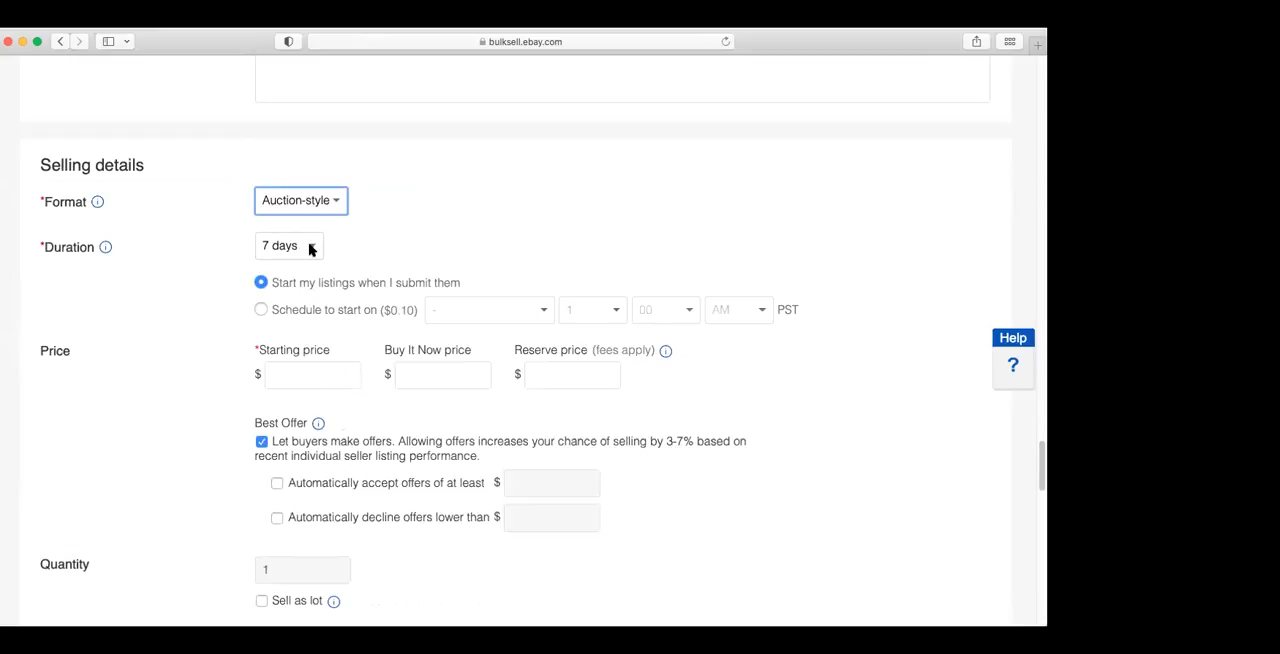 bulksell.ebay.com
Selling details
*Format
Auction-style
*Duration
7 days
Start my listings when I submit them
Schedule to start on ($0.10) - 1 00 AM PST
Price
*Starting price Buy It Now price Reserve price (fees apply)
$ $ $
Help
?
Best Offer
Let buyers make offers. Allowing offers increases your chance of selling by 3-7% based on
recent individual seller listing performance.
Automatically accept offers of at least $
Automatically decline offers lower than $
Quantity
1
Sell as lot